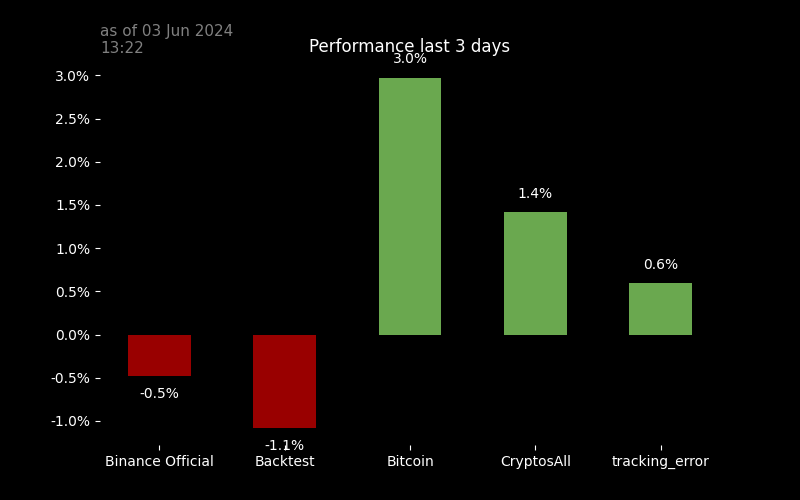 as of 03 Jun 2024
13:22
Performance last 3 days
3.0%
3.0%
2.5%
2.0%
1.5%
1.4%
1.0%
0.6%
0.5%
0.0%
-0.5%
-0.5%
-1.0%
-1.1%
Binance Official
Backtest
Bitcoin
CryptosAll
tracking_error